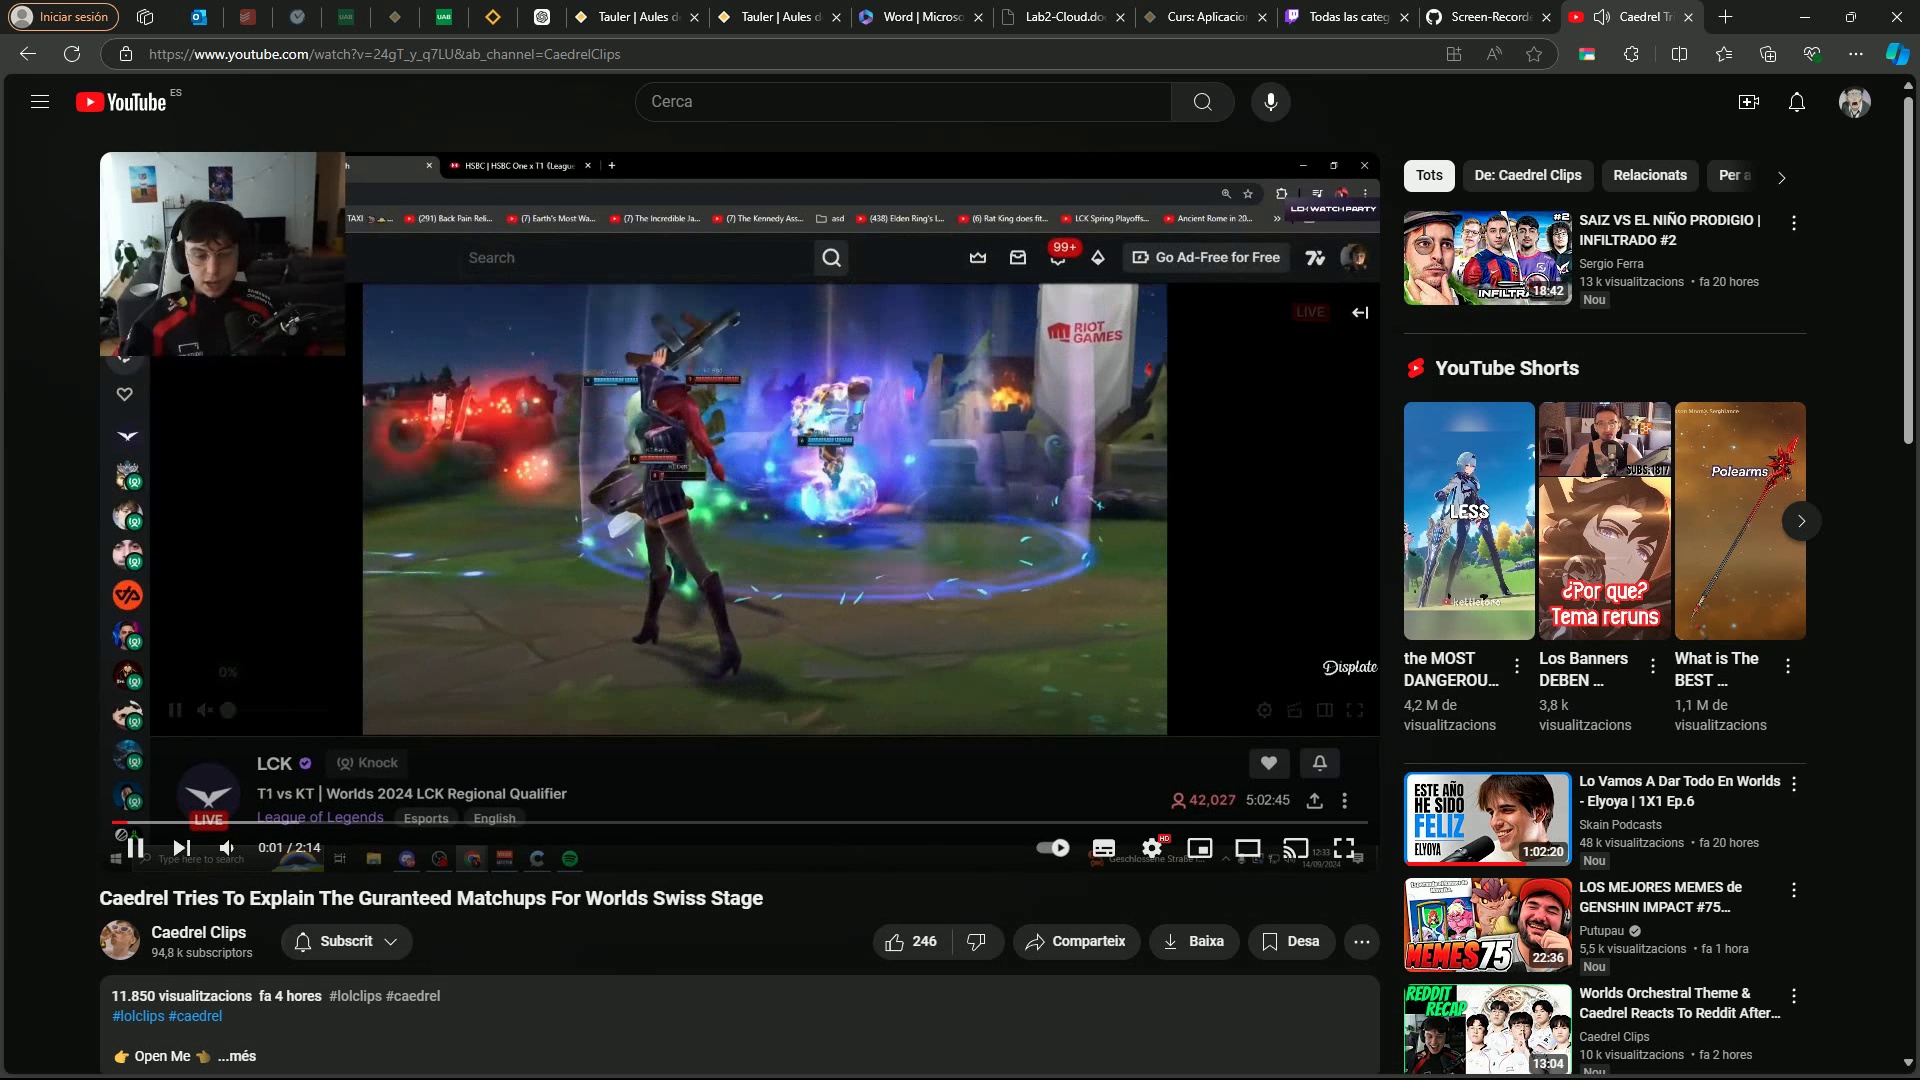 Iniciar sesión
Tauler | Aules d
Tauler | Aules d
Word | Microso
Lab2-Cloud.do
Curs: Aplicacion
Todas las categ
Screen-Record
Caedrel Tri
https://www.youtube.com/watch?v=24gT_y_q7LU&ab_channel=CaedrelClips
YouTube
ES
Cerca
HSBC | HSBC One x T1 (League
TAXI
(291) Back Pain Reli...
(7) Earth's Most Wa...
(7) The Incredible Ja...
(7) The Kennedy Ass...
asd
(438) Elden Ring's L...
(6) Rat King does fit...
LCK Spring Playoffs...
Ancient Rome in 20...
WATCH PARTY
Search
99+
Go Ad-Free for Free
RIOT
GAMES
LIVE
Displate
0%
LCK
Knock
T1 vs KT | Worlds 2024 LCK Regional Qualifier
42,027
5:02:45
LIVE
League of Legends
Esports
English
0:01 / 2:14
HD
Type here to search
Geschlossene Straße
12:33
14/09/2024
Caedrel Tries To Explain The Guranteed Matchups For Worlds Swiss Stage
Caedrel Clips
94,8 k subscriptors
Subscrit
246
Comparteix
Baixa
Desa
11.850 visualitzacions fa 4 hores #lolclips #caedrel
#lolclips #caedrel
👉 Open Me 👈 ...més
Tots
De: Caedrel Clips
Relacionats
Per a
#2
INFILTRA
18:42
SAIZ VS EL NIÑO PRODIGIO |
INFILTRADO #2
Sergio Ferra
13 k visualitzacions • fa 20 hores
Nou
YouTube Shorts
LESS
kettletono
SUBS: 1817
¿Por que?
Tema reruns
Polearms
the MOST
DANGEROU...
4,2 M de
visualitzacions
Los Banners
DEBEN ...
3,8 k
visualitzacions
What is The
BEST ...
1,1 M de
visualitzacions
ESTE AÑO
HE SIDO
FELIZ
ELYOYA
1:02:20
Lo Vamos A Dar Todo En Worlds
- Elyoya | 1X1 Ep.6
Skain Podcasts
48 k visualitzacions • fa 20 hores
Nou
MEMES 75
22:36
LOS MEJORES MEMES de
GENSHIN IMPACT #75...
Putupau
5,5 k visualitzacions • fa 1 hora
Nou
REDDIT
RECAP
13:04
Worlds Orchestral Theme &
Caedrel Reacts To Reddit After...
Caedrel Clips
10 k visualitzacions • fa 2 hores
Nou